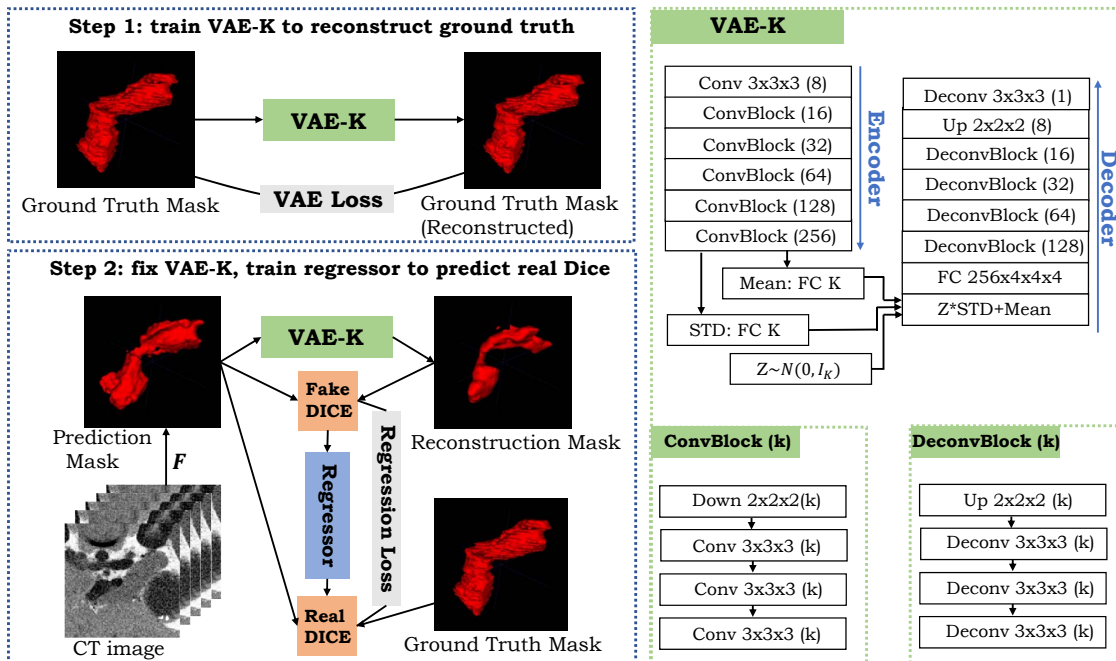 Step 1: train VAE-K to reconstruct ground truth
VAE-K
VAE Loss
Ground Truth Mask
Ground Truth Mask
(Reconstructed)
Step 2: fix VAE-K, train regressor to predict real Dice
VAE-K
Fake
DICE
Prediction
Mask
F
Reconstruction Mask
Regressor
Regression Loss
Real
DICE
CT image
Ground Truth Mask
VAE-K
Conv 3x3x3 (8)
ConvBlock (16)
ConvBlock (32)
ConvBlock (64)
ConvBlock (128)
ConvBlock (256)
Encoder
Mean: FC K
STD: FC K
Z~N(0, I_K)
Deconv 3x3x3 (1)
Up 2x2x2 (8)
DeconvBlock (16)
DeconvBlock (32)
DeconvBlock (64)
DeconvBlock (128)
FC 256x4x4x4
Z*STD+Mean
Decoder
ConvBlock (k)
Down 2x2x2(k)
Conv 3x3x3 (k)
Conv 3x3x3 (k)
Conv 3x3x3 (k)
DeconvBlock (k)
Up 2x2x2 (k)
Deconv 3x3x3 (k)
Deconv 3x3x3 (k)
Deconv 3x3x3 (k)